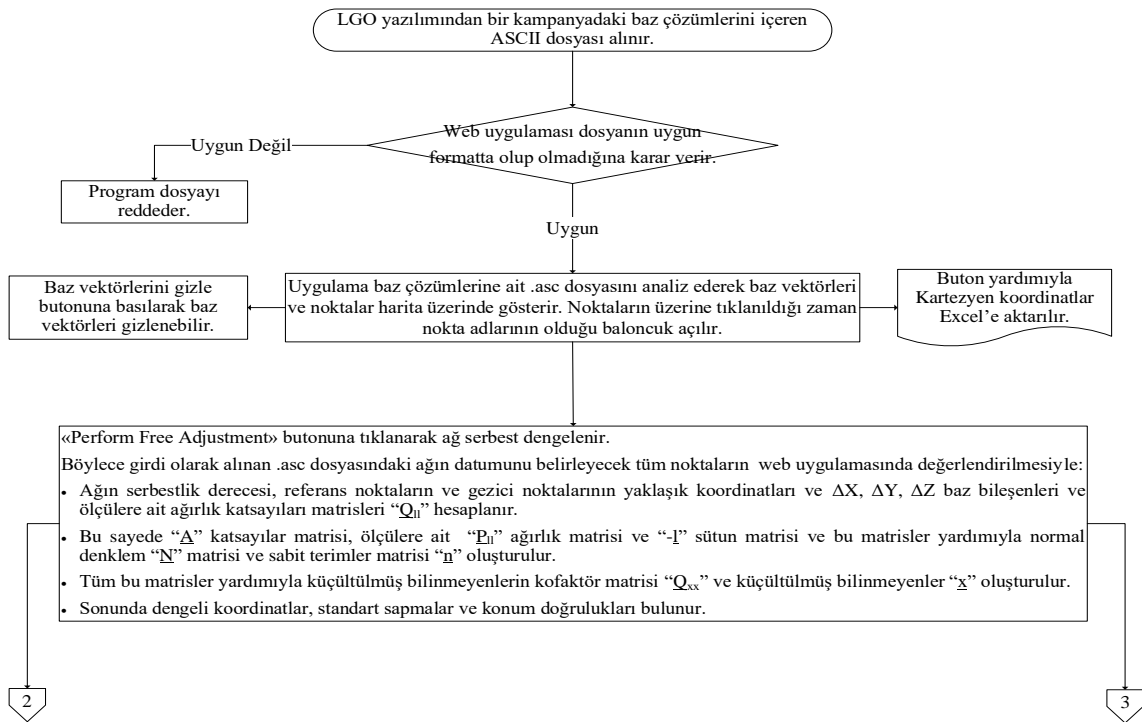 LGO yazılımından bir kampanyadaki baz çözümlerini içeren
ASCII dosyası alınır.
Web uygulaması dosyanın uygun
formatta olup olmadığına karar verir.
Uygun Değil
Program dosyayı
reddeder.
Uygun
Baz vektörlerini gizle
butonuna basılarak baz
vektörleri gizlenebilir.
Uygulama baz çözümlerine ait .asc dosyasını analiz ederek baz vektörleri
ve noktalar harita üzerinde gösterir. Noktaların üzerine tıklanıldığı zaman
nokta adlarının olduğu baloncuk açılır.
Buton yardımıyla
Kartezyen koordinatlar
Excel’e aktarılır.
«Perform Free Adjustment» butonuna tıklanarak ağ serbest dengelenir.
Böylece girdi olarak alınan .asc dosyasındaki ağın datumunu belirleyecek tüm noktaların web uygulamasında değerlendirilmesiyle:
• Ağın serbestlik derecesi, referans noktaların ve gezici noktalarının yaklaşık koordinatları ve ΔX, ΔY, ΔZ baz bileşenleri ve
ölçülere ait ağırlık katsayıları matrisleri “Qll” hesaplanır.
• Bu sayede “A” katsayılar matrisi, ölçülere ait “Pll” ağırlık matrisi ve “-l” sütun matrisi ve bu matrisler yardımıyla normal
denklem “N” matrisi ve sabit terimler matrisi “n” oluşturulur.
• Tüm bu matrisler yardımıyla küçültülmüş bilinmeyenlerin kofaktör matrisi “Qxx” ve küçültülmüş bilinmeyenler “x” oluşturulur.
• Sonunda dengeli koordinatlar, standart sapmalar ve konum doğrulukları bulunur.
2
3